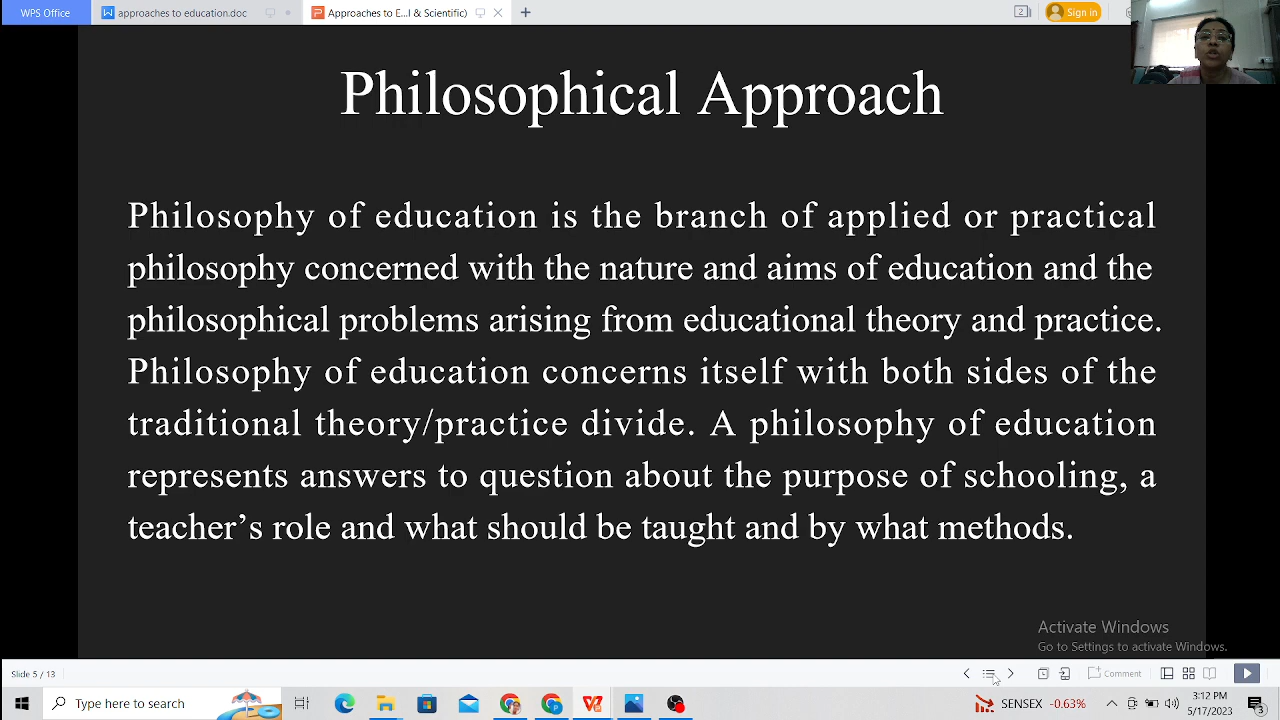 WPS Office
approaches to education.doc
Approaches to E...l & Scientific)
2
Sign in
Philosophical Approach
Philosophy of education is the branch of applied or practical
philosophy concerned with the nature and aims of education and the
philosophical problems arising from educational theory and practice.
Philosophy of education concerns itself with both sides of the
traditional theory/practice divide. A philosophy of education
represents answers to question about the purpose of schooling, a
teacher’s role and what should be taught and by what methods.
Activate Windows
Go to Settings to activate Windows.
Slide 5 / 13
Comment
Type here to search
SENSEX -0.63%
3:12 PM
5/17/2023
3